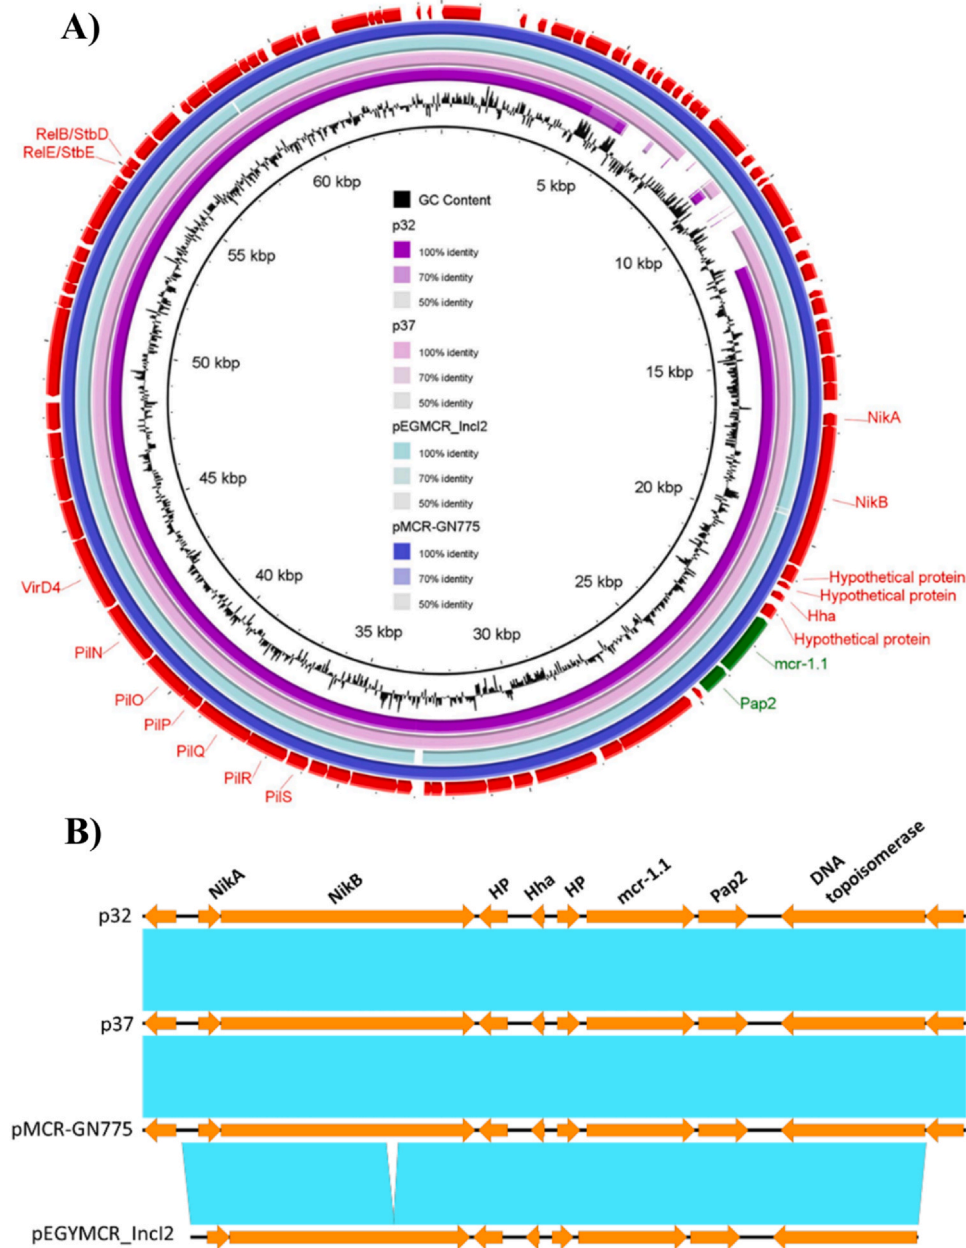 A)
RelB/StbD
RelE/StbE
60 kbp
5 kbp
55 kbp
10 kbp
50 kbp
15 kbp
45 kbp
20 kbp
40 kbp
25 kbp
35 kbp
30 kbp
GC Content
p32
100% identity
70% identity
50% identity
p37
100% identity
70% identity
50% identity
pEGMCR_IncI2
100% identity
70% identity
50% identity
pMCR-GN775
100% identity
70% identity
50% identity
NikA
NikB
Hypothetical protein
Hypothetical protein
Hha
Hypothetical protein
mcr-1.1
Pap2
VirD4
PilN
PilO
PilP
PilQ
PilR
PilS
B)
NikA NikB HP Hha HP mcr-1.1 Pap2 DNA
topoisomerase
p32
p37
pMCR-GN775
pEGYMCR_IncI2